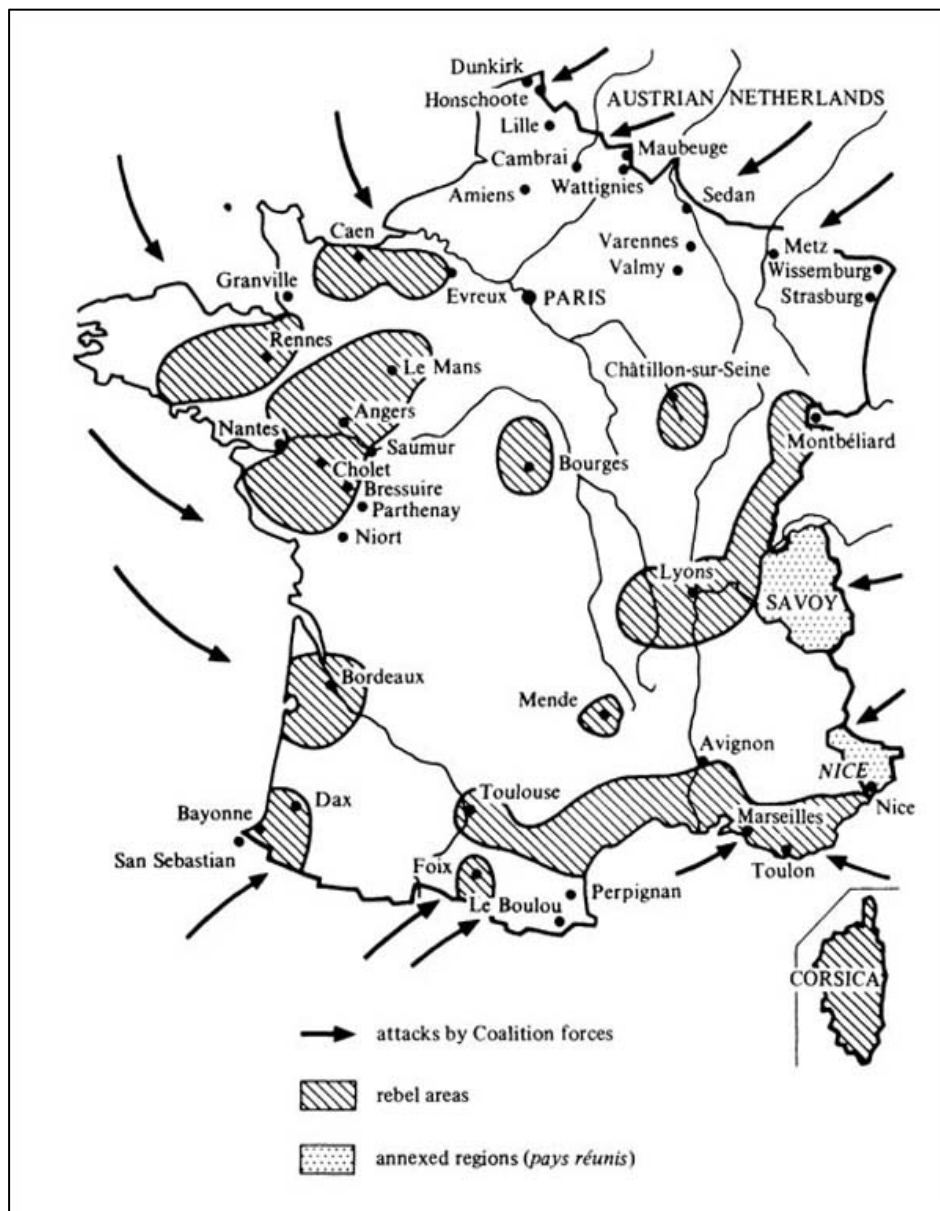 Dunkirk
Honschoote
AUSTRIAN NETHERLANDS
Lille
Maubeuge
Cambrai
Wattignies
Amiens
Sedan
Caen
Varennes
Metz
Valmy
Wissemburg
Granville
Evreux
PARIS
Strasburg
Rennes
Le Mans
Châtillon-sur-Seine
Angers
Nantes
Montbéliard
Saumur
Cholet
Bourges
Bressuire
Parthenay
Niort
Lyons
SAVOY
Bordeaux
Mende
Avignon
NICE
Toulouse
Nice
Dax
Bayonne
Marseilles
San Sebastian
Toulon
Foix
Perpignan
Le Boulou
CORSICA
attacks by Coalition forces
rebel areas
annexed regions (pays réunis)